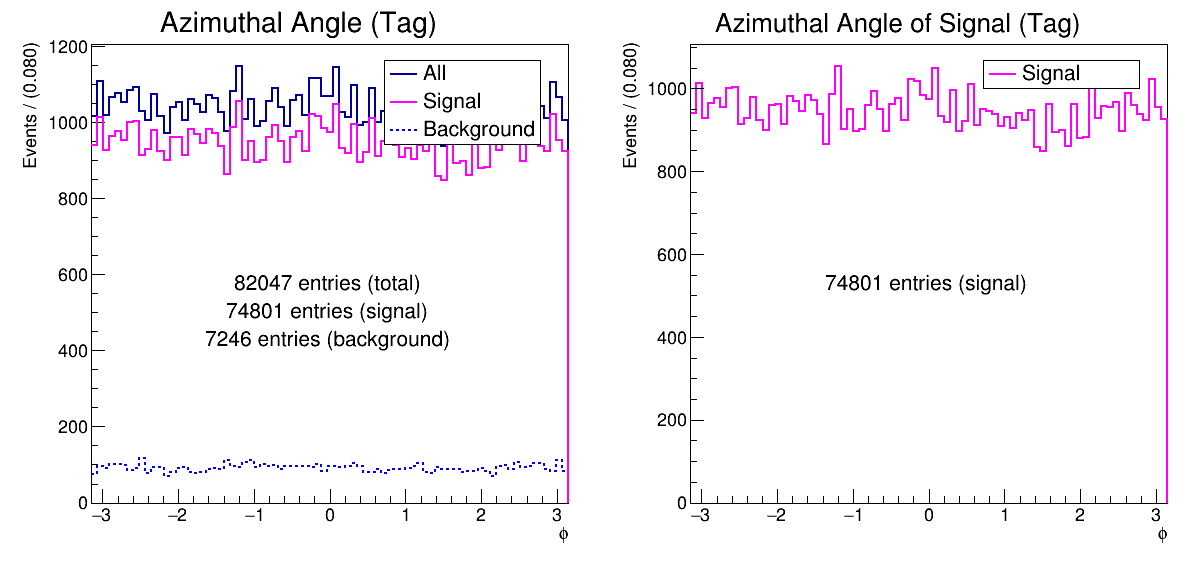 Azimuthal Angle (Tag)
Events / (0.080)
1200
1000
800
600
400
200
0
All
Signal
Background
82047 entries (total)
74801 entries (signal)
7246 entries (background)
−3
−2
−1
0
1
2
3
ϕ
Azimuthal Angle of Signal (Tag)
Events / (0.080)
1000
800
600
400
200
0
Signal
74801 entries (signal)
−3
−2
−1
0
1
2
3
ϕ